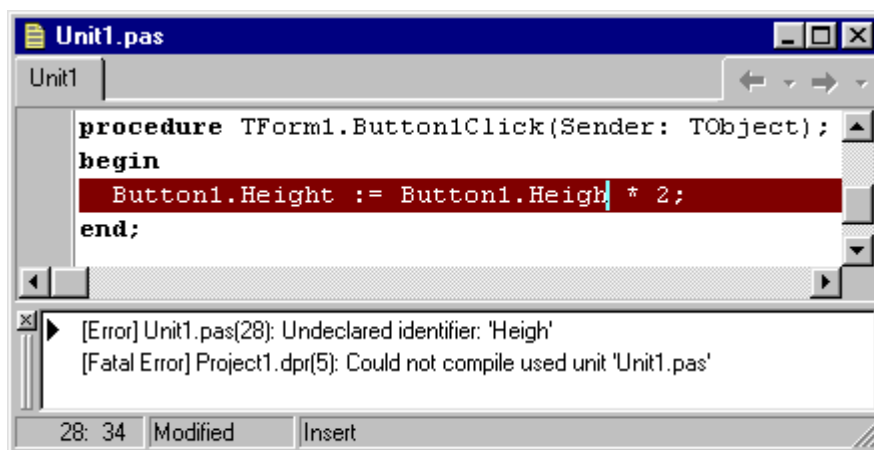 Unit1.pas
Unit1
procedure TForm1.Button1Click(Sender: TObject);
begin
Button1.Height := Button1.Heigh * 2;
end;
[Error] Unit1.pas(28): Undeclared identifier: 'Heigh'
[Fatal Error] Project1.dpr(5): Could not compile used unit 'Unit1.pas'
28: 34 Modified Insert